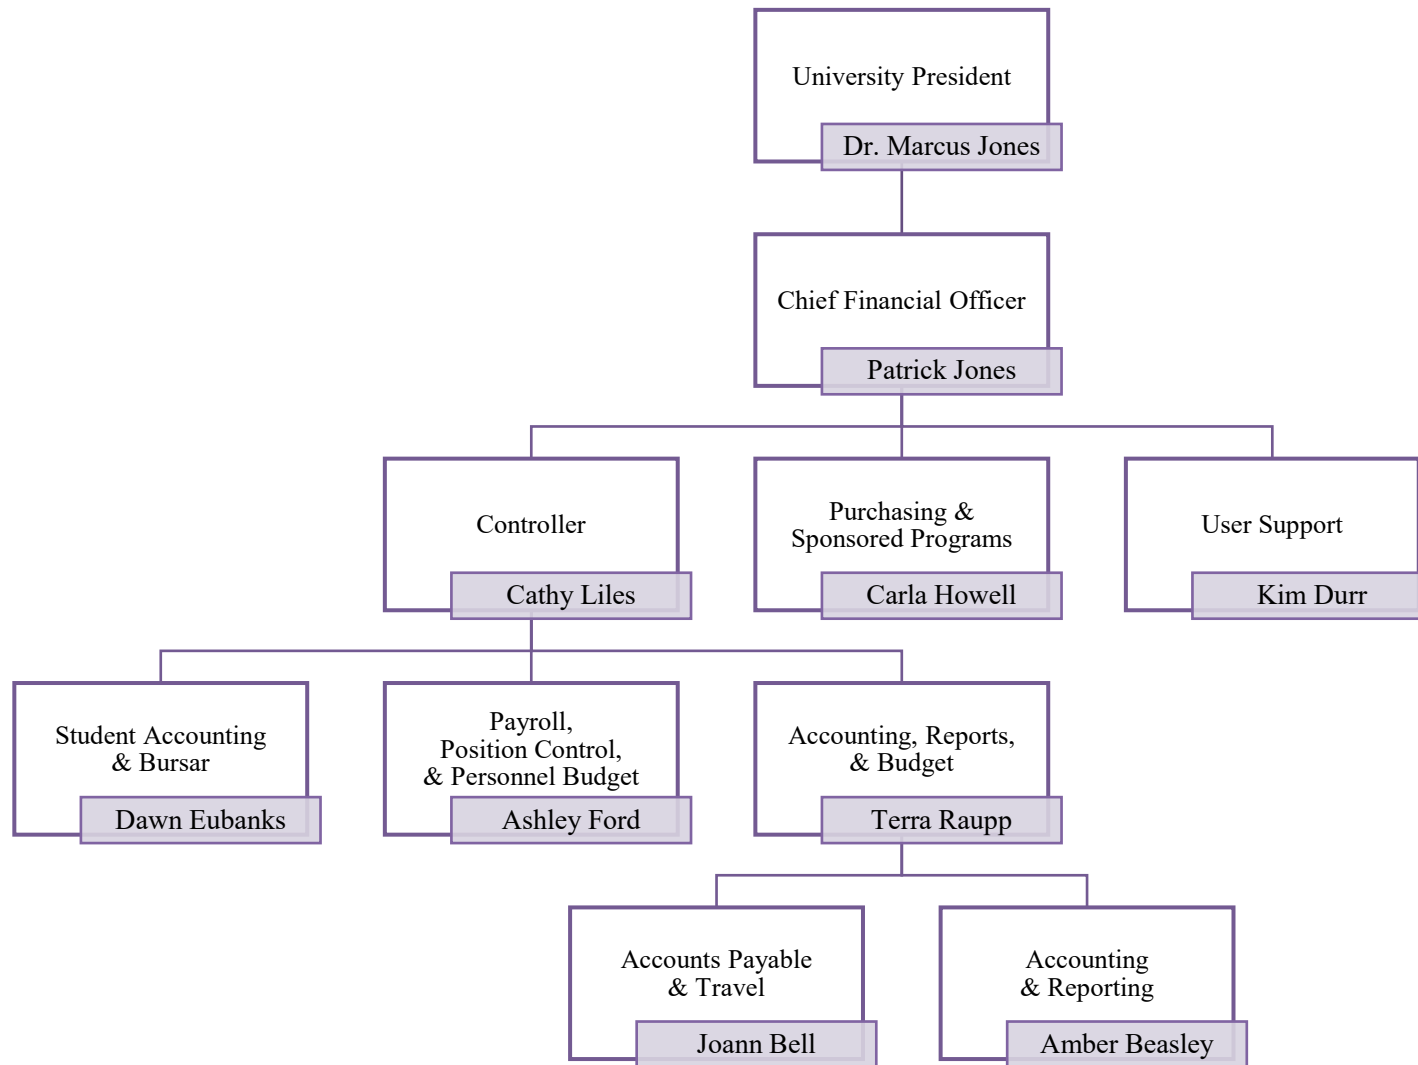 University President
Dr. Marcus Jones
Chief Financial Officer
Patrick Jones
Controller
Cathy Liles
Purchasing &
Sponsored Programs
Carla Howell
User Support
Kim Durr
Student Accounting
& Bursar
Dawn Eubanks
Payroll,
Position Control,
& Personnel Budget
Ashley Ford
Accounting, Reports,
& Budget
Terra Raupp
Accounts Payable
& Travel
Joann Bell
Accounting
& Reporting
Amber Beasley